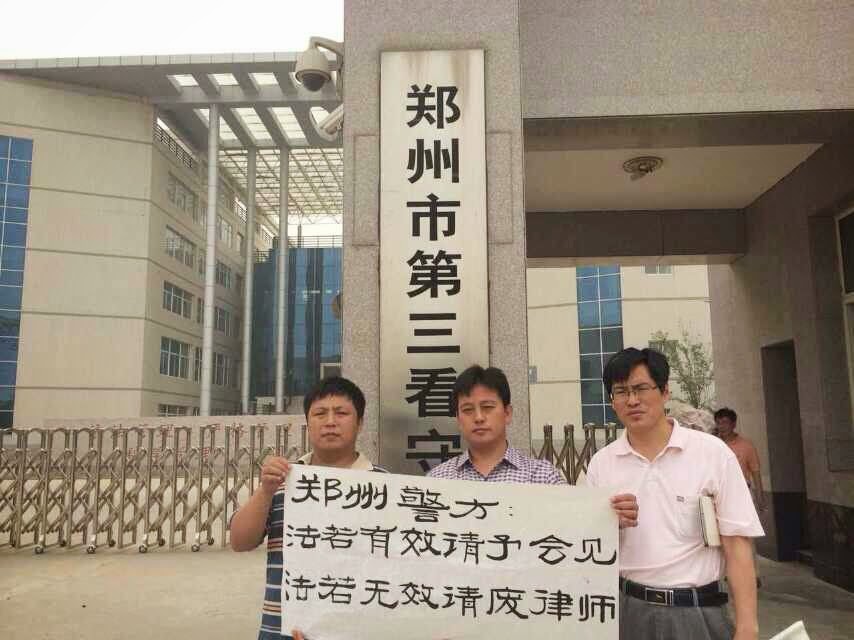 郑州市第三看守
郑州警方：
法若有效请予会见
法若无效请废律师